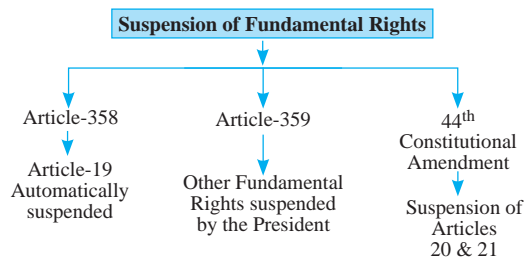 Suspension of Fundamental Rights
Article-358
Article-19
Automatically
suspended
Article-359
Other Fundamental
Rights suspended
by the President
44th
Constitutional
Amendment
Suspension of
Articles
20 & 21